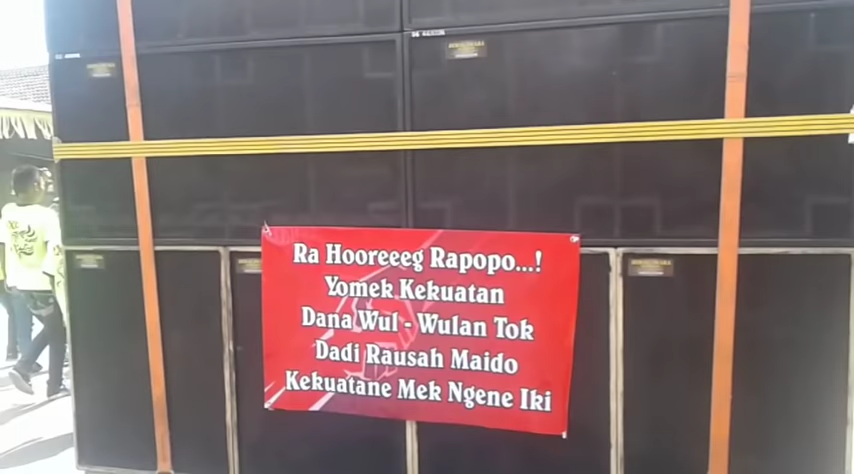 Ra Hooreeeg Rapopo...!
Yomek Kekuatan
Dana Wul - Wulan Tok
Dadi Rausah Maido
Kekuatane Mek Ngene Iki